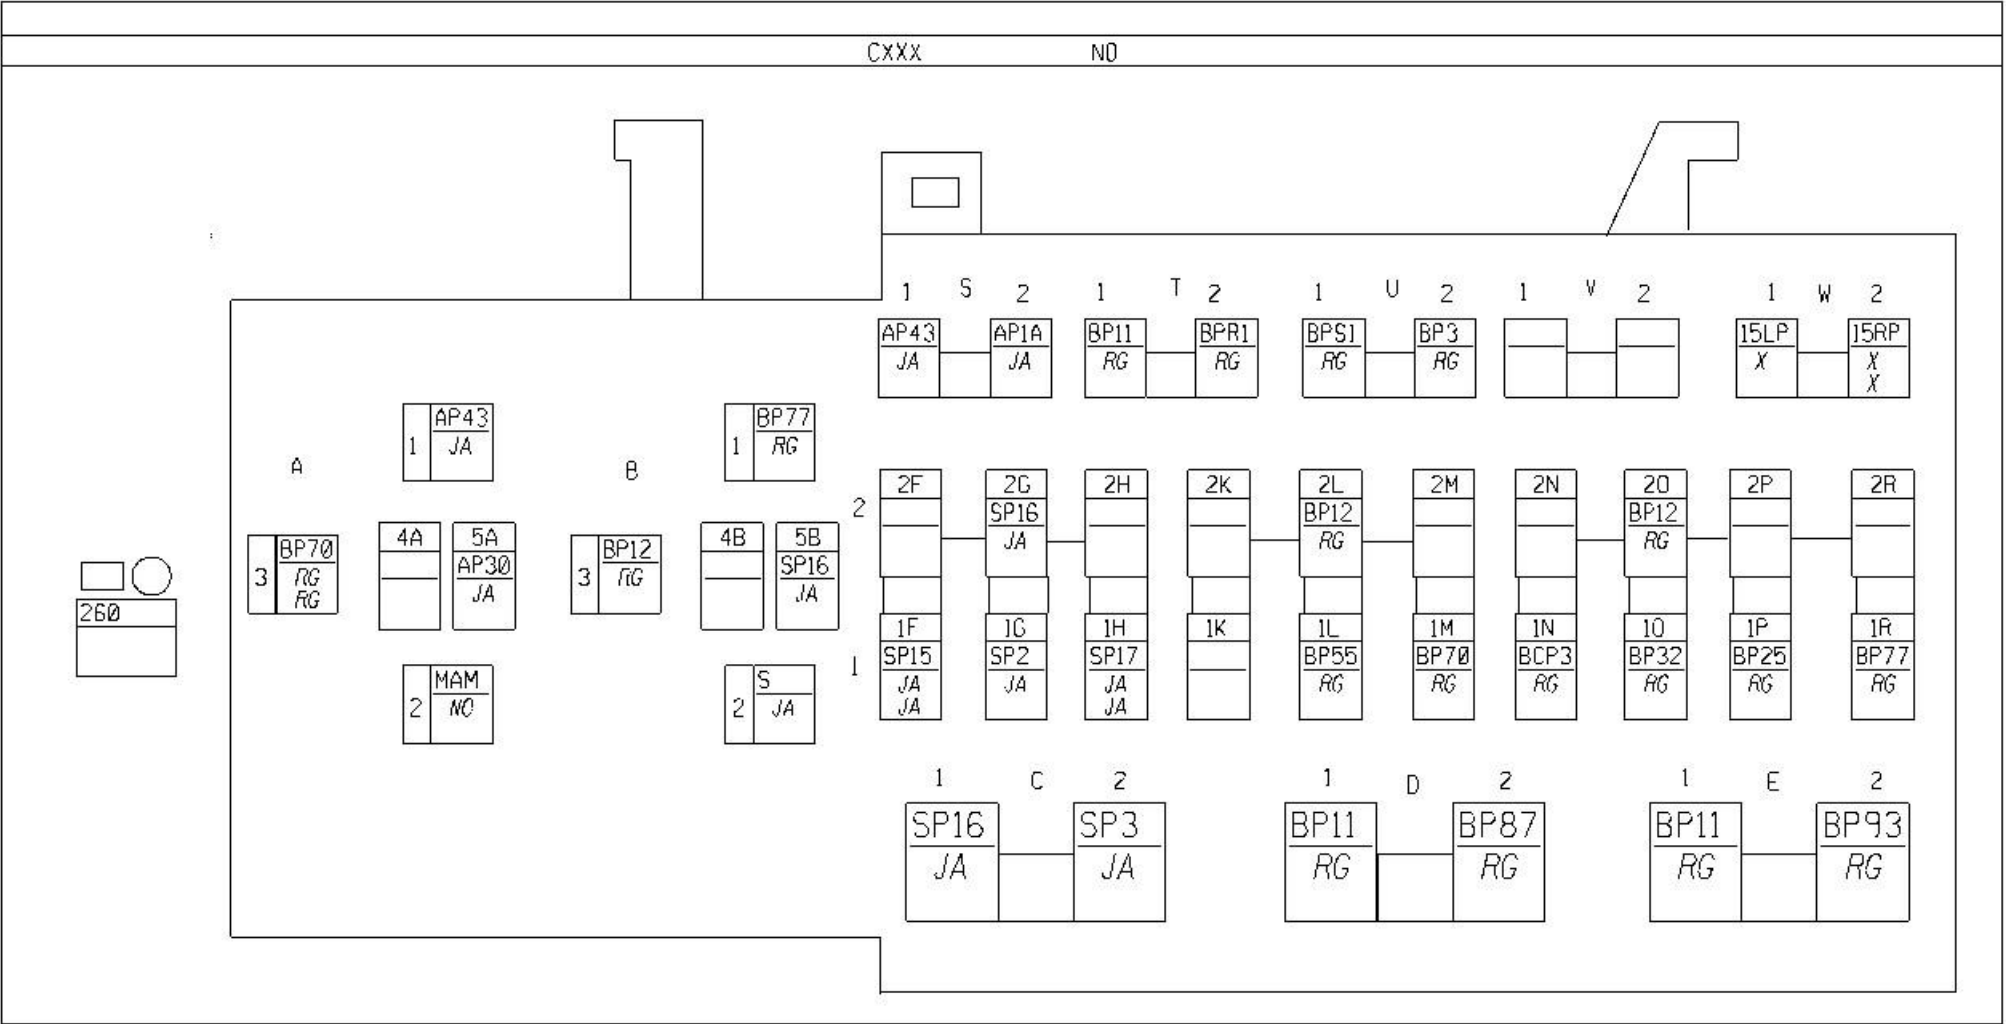 CXXX NO
1 S 2 1 T 2 1 U 2 1 V 2 1 W 2
AP43 AP1A BP11 BPR1 BPS1 BP3 15LP 15RP
JA JA RG RG RG RG X X
X
AP43 BP77
1 JA 1 RG
A B
2F 2G 2H 2K 2L 2M 2N 2O 2P 2R
2
SP16 BP12 BP12
JA RG RG
4A 5A 4B 5B
BP70 BP12
AP30 SP16
3 RG 3 RG
RG JA JA
260
1F 1G 1H 1K 1L 1M 1N 1O 1P 1R
1
SP15 SP2 SP17 BP55 BP70 BCP3 BP32 BP25 BP77
JA JA JA RG RG RG RG RG RG
JA JA
MAM S
2 NO 2 JA
1 C 2 1 D 2 1 E 2
SP16 SP3 BP11 BP87 BP11 BP93
JA JA RG RG RG RG